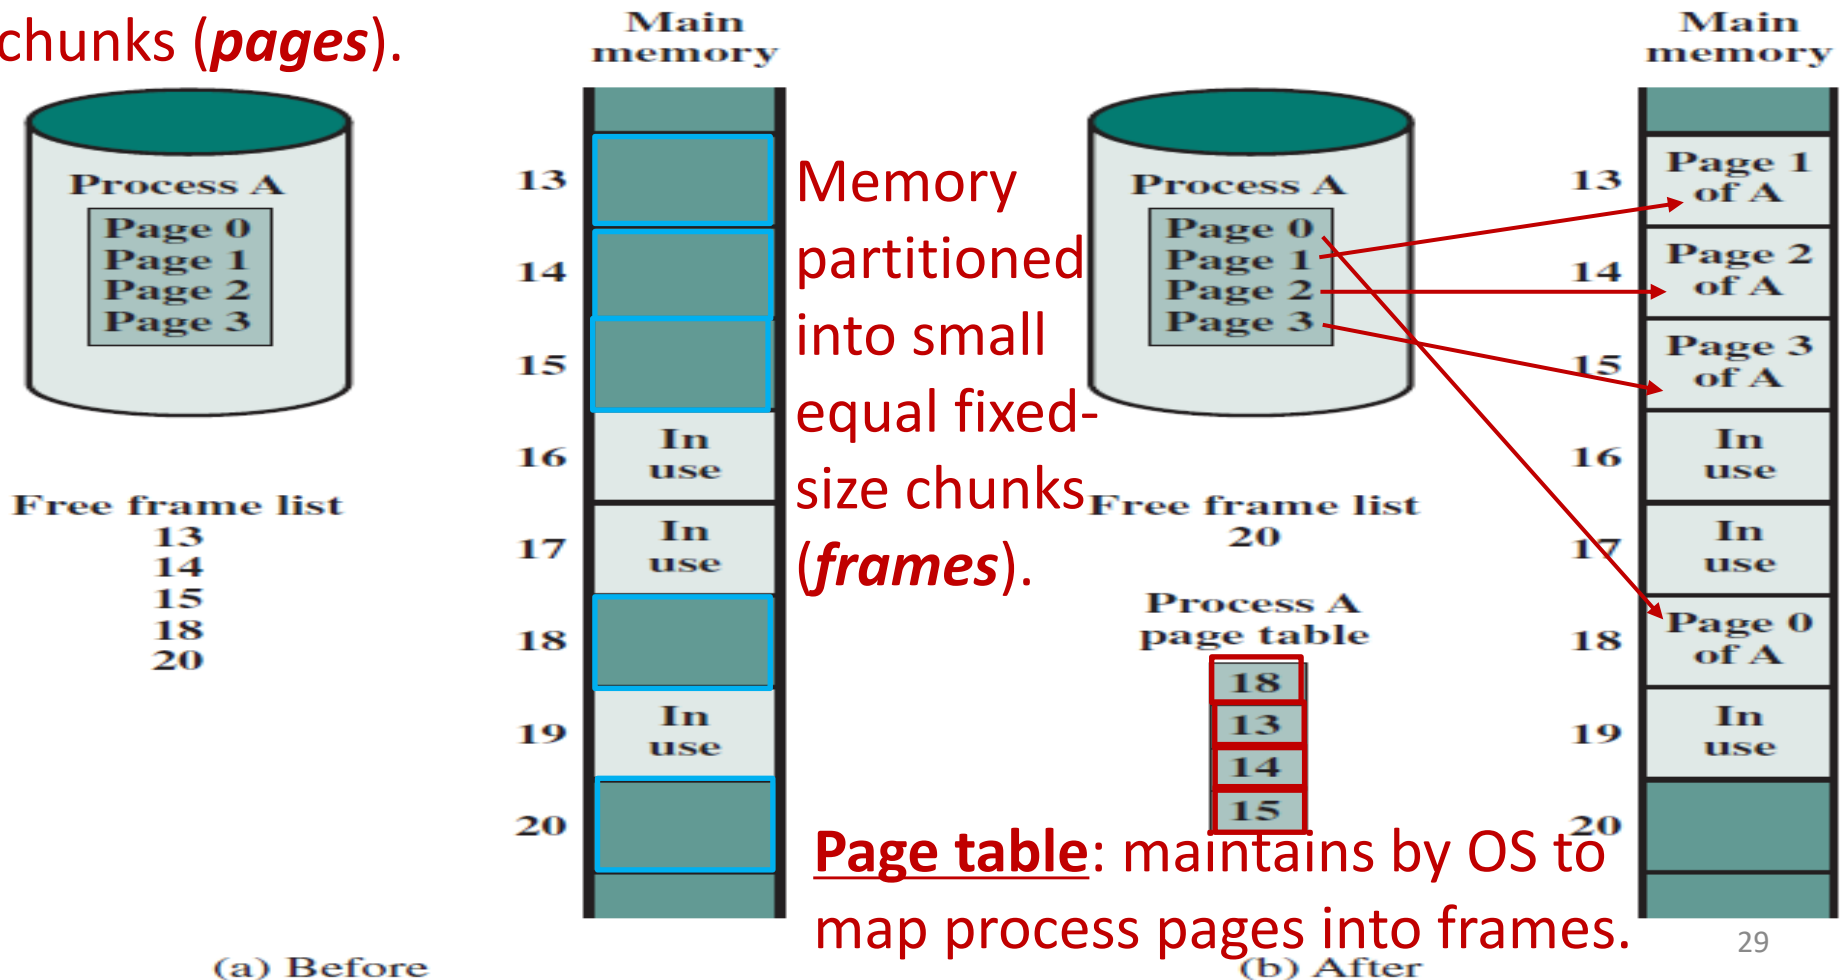 chunks (pages).
Main
memory
Process A
Page 0
Page 1
Page 2
Page 3
Free frame list
13
14
15
18
20
13
14
15
16
In
use
17
In
use
18
19
In
use
20
(a) Before
Memory
partitioned
into small
equal fixed-
size chunks
(frames).
Process A
Page 0
Page 1
Page 2
Page 3
Free frame list
20
Process A
page table
18
13
14
15
Main
memory
13
Page 1
of A
14
Page 2
of A
15
Page 3
of A
16
In
use
17
In
use
18
Page 0
of A
19
In
use
20
Page table: maintains by OS to
map process pages into frames.
(b) After
29